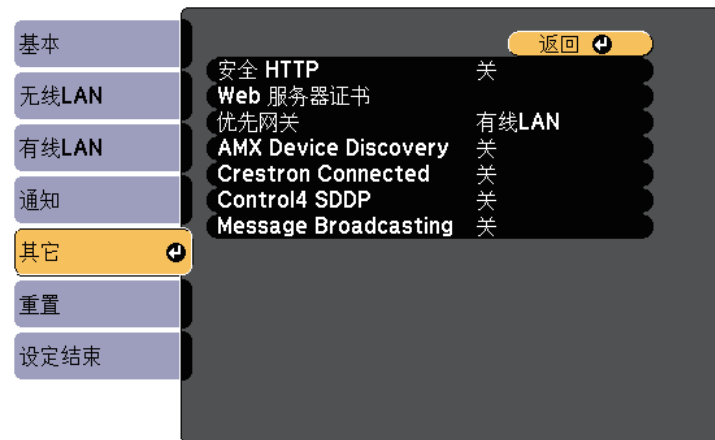 基本
无线LAN
有线LAN
通知
其它
重置
设定结束
返回
安全 HTTP 关
Web 服务器证书
优先网关 有线LAN
AMX Device Discovery 关
Crestron Connected 关
Control4 SDDP 关
Message Broadcasting 关